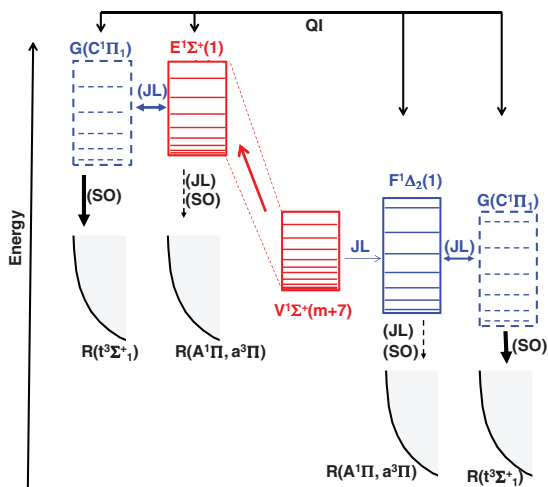 QI
G(C¹Π₁)
E¹Σ⁺(1)
(JL)
(SO)
(JL)
(SO)
Energy
F¹Δ₂(1)
G(C¹Π₁)
JL
(JL)
V¹Σ⁺(m+7)
R(t³Σ⁺₁)
R(A¹Π, a³Π)
(JL)
(SO)
(SO)
R(A¹Π, a³Π)
R(t³Σ⁺₁)